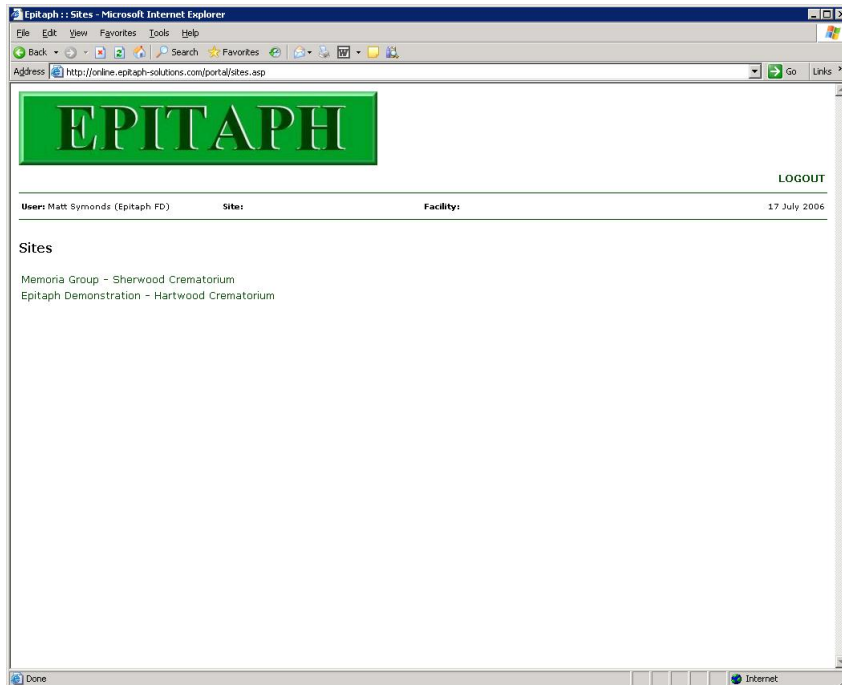 Epitaph :: Sites - Microsoft Internet Explorer
File Edit View Favorites Tools Help
Back Search Favorites W
Address http://online.epitaph-solutions.com/portal/sites.asp Go Links »
EPITAPH
LOGOUT
User: Matt Symonds (Epitaph FD) Site: Facility: 17 July 2006
Sites
Memoria Group - Sherwood Crematorium
Epitaph Demonstration - Hartwood Crematorium
Done Internet